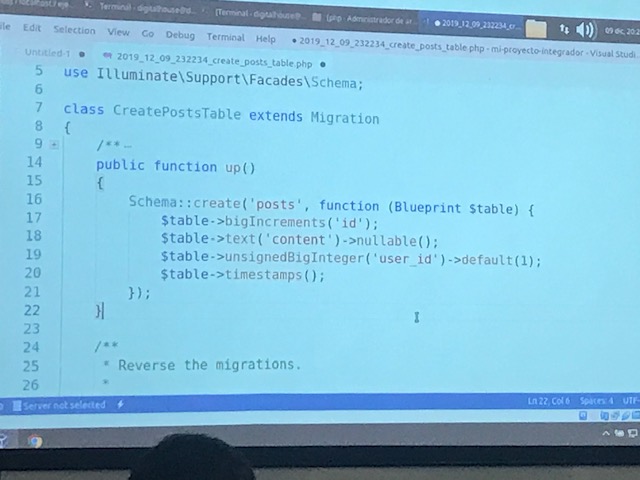 Terminal - digitalhouse@d...
[Terminal - digitalhouse@...
[php - Administrador de ar...
2019_12_09_232234_cr...
09 dic, 20:2
Edit Selection View Go Debug Terminal Help ● 2019_12_09_232234_create_posts_table.php - mi-proyecto-integrador - Visual Studi
Untitled-1 ● 2019_12_09_232234_create_posts_table.php ●
5 use Illuminate\Support\Facades\Schema;
6
7 class CreatePostsTable extends Migration
8 {
9 /** …
14 public function up()
15 {
16 Schema::create('posts', function (Blueprint $table) {
17 $table->bigIncrements('id');
18 $table->text('content')->nullable();
19 $table->unsignedBigInteger('user_id')->default(1);
20 $table->timestamps();
21 });
22 }
23
24 /**
25 * Reverse the migrations.
26 *
Server not selected Ln 22, Col 6 Spaces: 4 UTF-